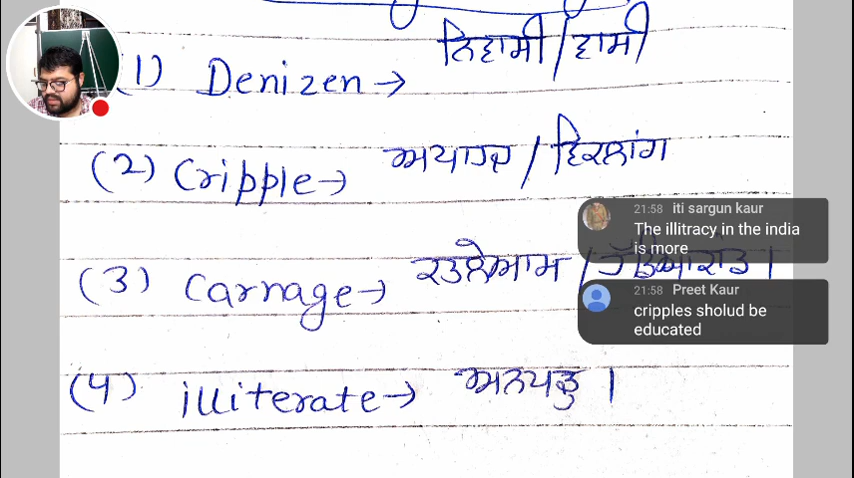 (1) Denizen → ਨਿਵਾਸੀ / ਵਾਸੀ
(2) Cripple → ਅਪਾਹਜ / ਵਿਕਲਾਂਗ
21:58 iti sargun kaur
The illitracy in the india
is more
(3) Carnage → ਕਤਲੇਆਮ /
21:58 Preet Kaur
cripples sholud be
educated
(4) illiterate → ਅਨਪੜ੍ਹ ।